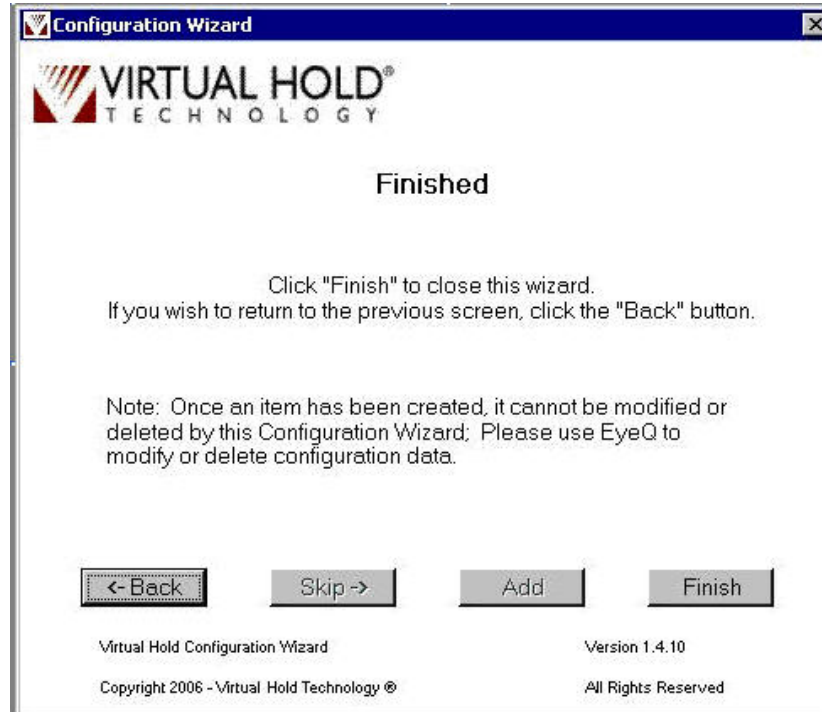 Configuration Wizard
VIRTUAL HOLD®
TECHNOLOGY
Finished
Click "Finish" to close this wizard.
If you wish to return to the previous screen, click the "Back" button.
Note: Once an item has been created, it cannot be modified or
deleted by this Configuration Wizard; Please use EyeQ to
modify or delete configuration data.
<- Back Skip -> Add Finish
Virtual Hold Configuration Wizard Version 1.4.10
Copyright 2006 - Virtual Hold Technology ® All Rights Reserved